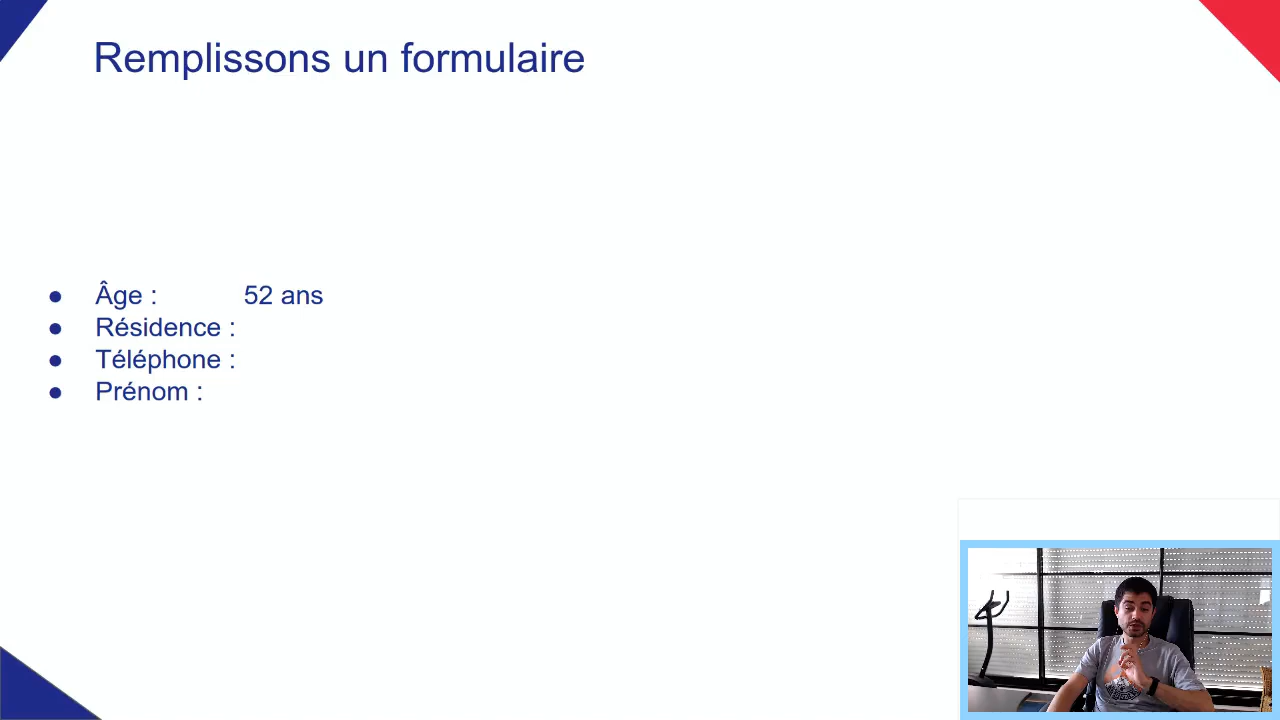 Remplissons un formulaire
● Âge : 52 ans
● Résidence :
● Téléphone :
● Prénom :